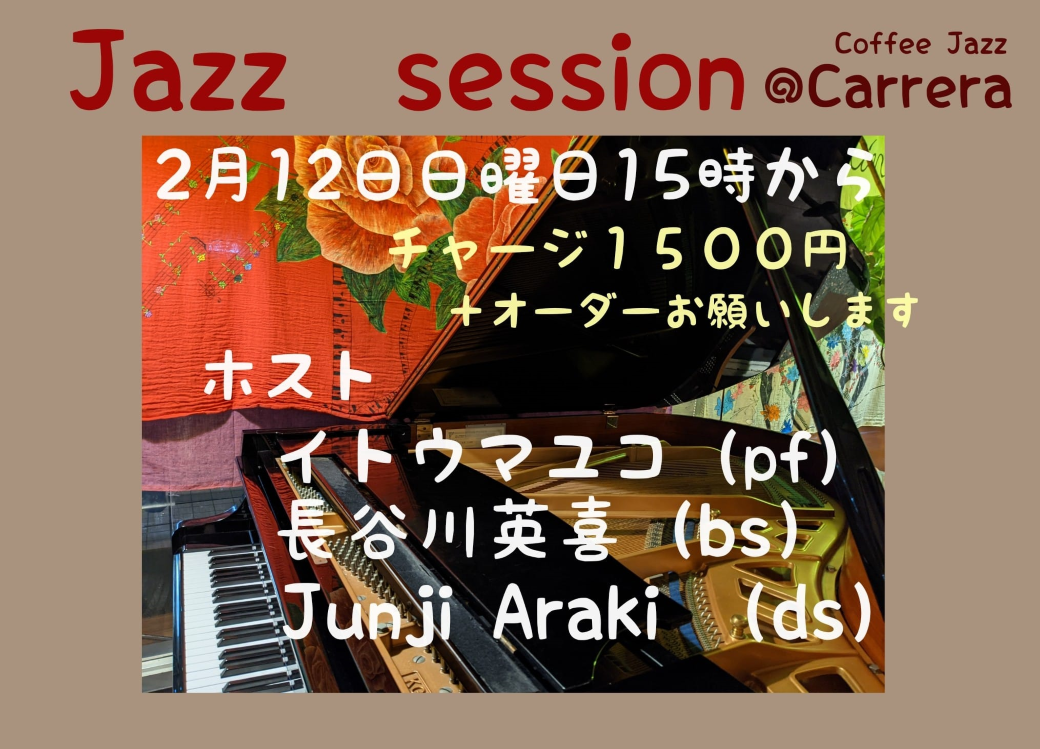 Jazz session
Coffee Jazz
@Carrera
2月12日日曜日15時から
チャージ１５００円
＋オーダーお願いします
ホスト
イトウマユコ (pf)
長谷川英喜 (bs)
Junji Araki (ds)